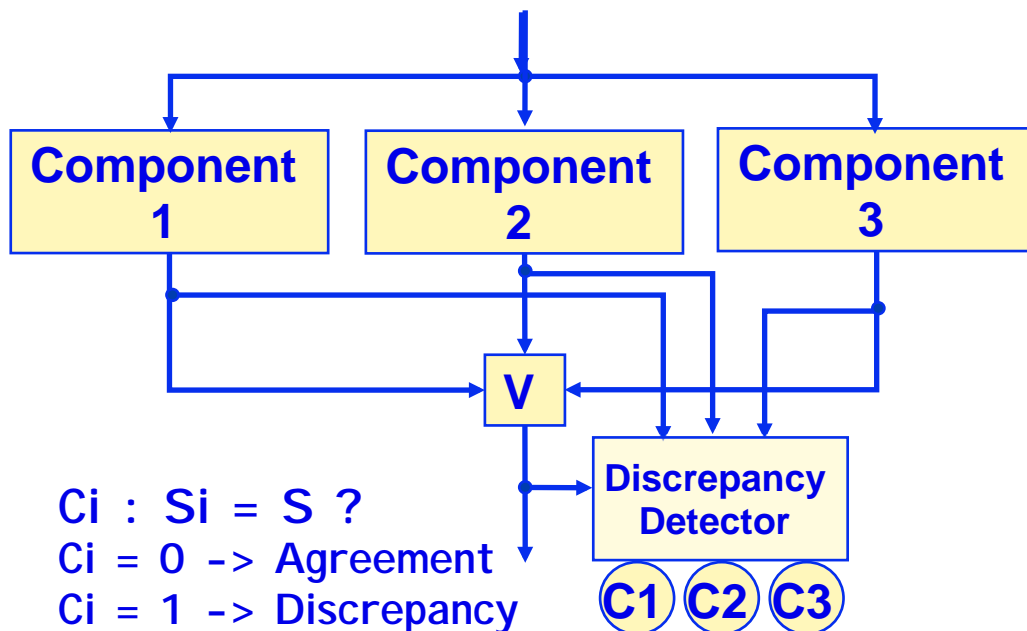 Component
1
Component
2
Component
3
V
Discrepancy
Detector
Ci : Si = S ?
Ci = 0 -> Agreement
Ci = 1 -> Discrepancy
C1 C2 C3